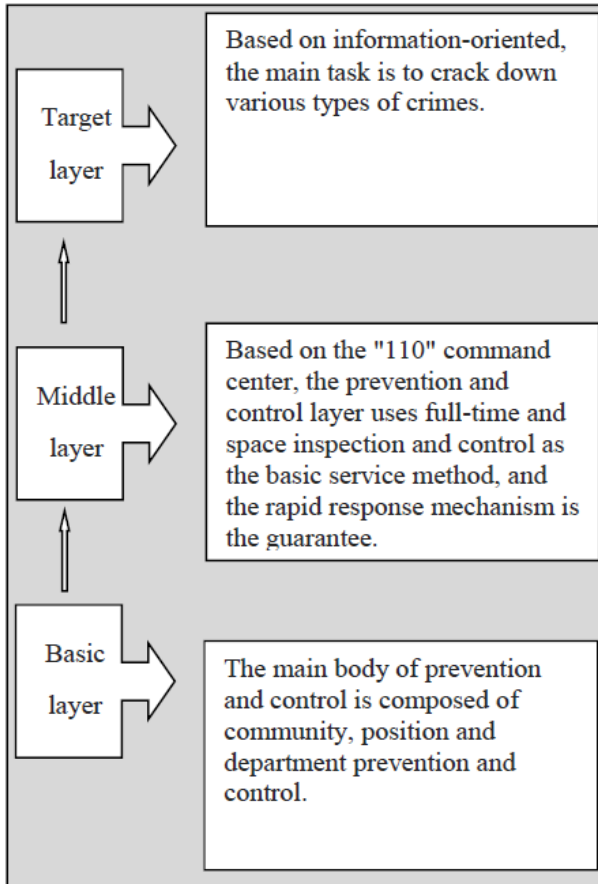 Target
layer
Based on information-oriented,
the main task is to crack down
various types of crimes.
Middle
layer
Based on the "110" command
center, the prevention and
control layer uses full-time and
space inspection and control as
the basic service method, and
the rapid response mechanism is
the guarantee.
Basic
layer
The main body of prevention
and control is composed of
community, position and
department prevention and
control.